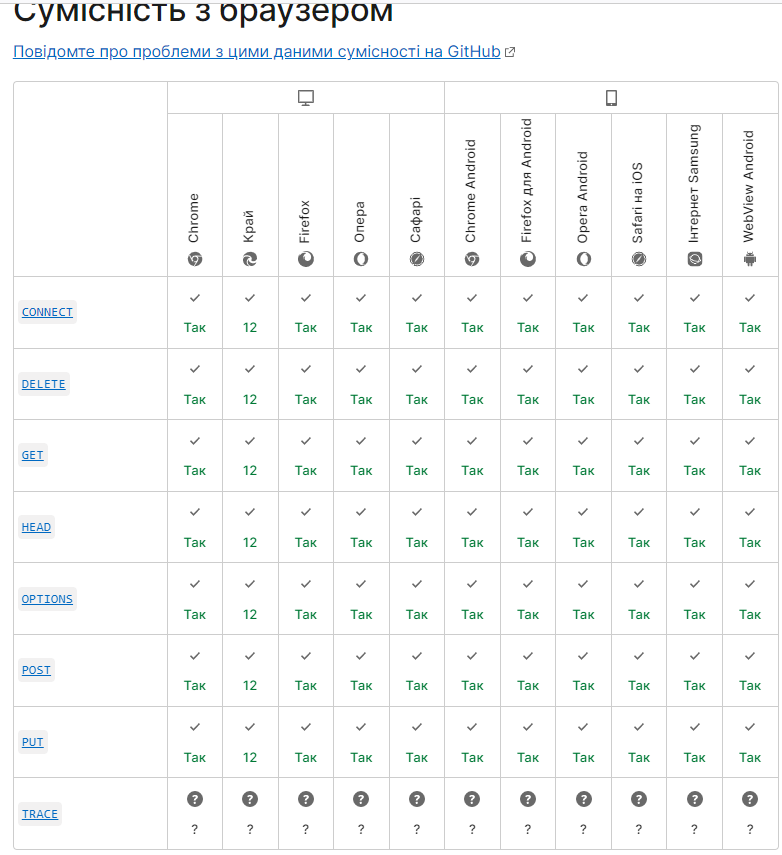 Сумісність з браузером
Повідомте про проблеми з цими даними сумісності на GitHub
Chrome Край Firefox Опера Сафарі Chrome Android Firefox для Android Opera Android Safari на iOS Інтернет Samsung WebView Android
CONNECT
Так 12 Так Так Так Так Так Так Так Так Так
DELETE
Так 12 Так Так Так Так Так Так Так Так Так
GET
Так 12 Так Так Так Так Так Так Так Так Так
HEAD
Так 12 Так Так Так Так Так Так Так Так Так
OPTIONS
Так 12 Так Так Так Так Так Так Так Так Так
POST
Так 12 Так Так Так Так Так Так Так Так Так
PUT
Так 12 Так Так Так Так Так Так Так Так Так
? ? ? ? ? ? ? ? ? ? ?
TRACE
? ? ? ? ? ? ? ? ? ? ?